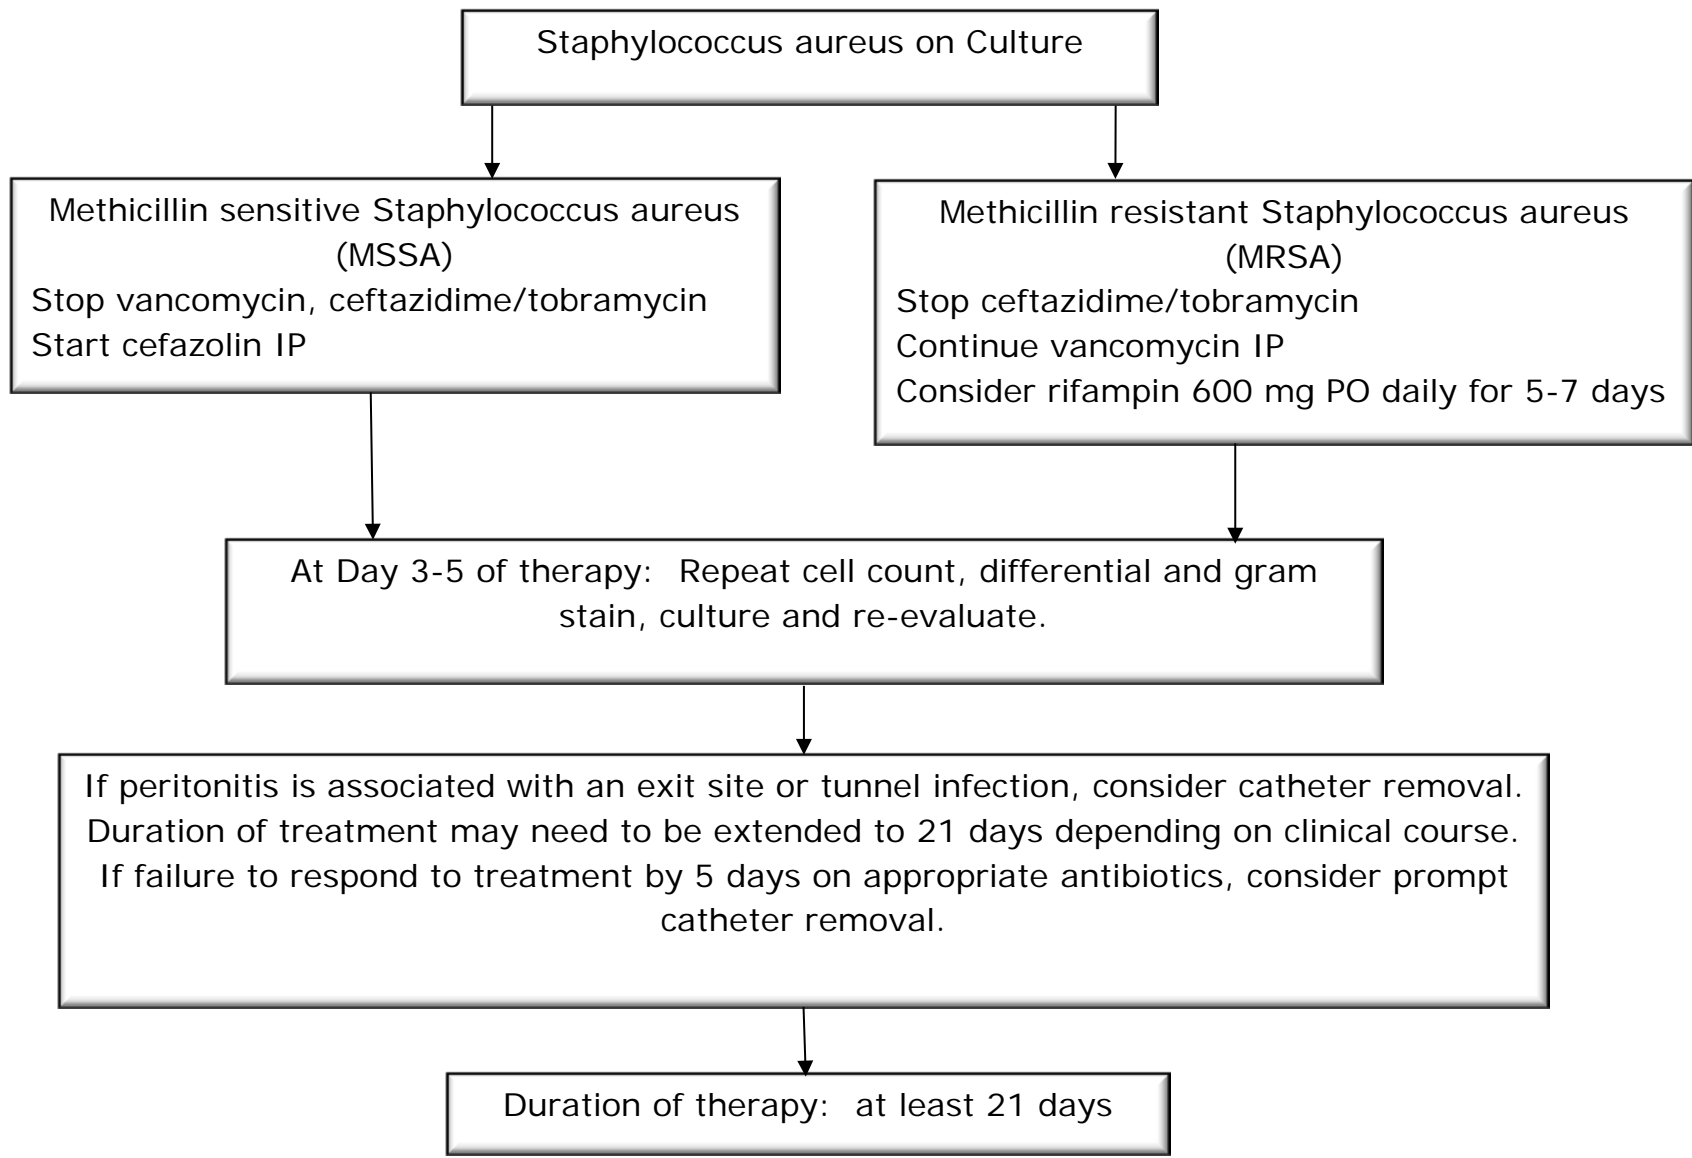 Staphylococcus aureus on Culture
Methicillin sensitive Staphylococcus aureus
(MSSA)
Stop vancomycin, ceftazidime/tobramycin
Start cefazolin IP
Methicillin resistant Staphylococcus aureus
(MRSA)
Stop ceftazidime/tobramycin
Continue vancomycin IP
Consider rifampin 600 mg PO daily for 5-7 days
At Day 3-5 of therapy:  Repeat cell count, differential and gram
stain, culture and re-evaluate.
If peritonitis is associated with an exit site or tunnel infection, consider catheter removal.
Duration of treatment may need to be extended to 21 days depending on clinical course.
If failure to respond to treatment by 5 days on appropriate antibiotics, consider prompt
catheter removal.
Duration of therapy:  at least 21 days